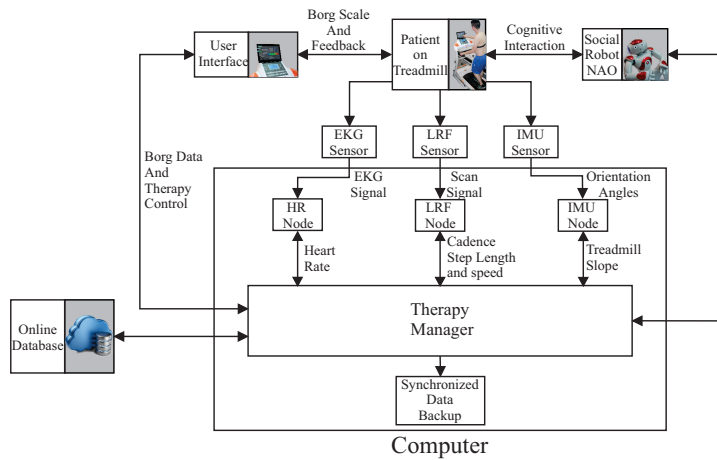 Borg Scale
And
Feedback
Cognitive
Interaction
User
Interface
Patient
on
Treadmill
Social
Robot
NAO
EKG
Sensor
LRF
Sensor
IMU
Sensor
Borg Data
And
Therapy
Control
EKG
Signal
Scan
Signal
Orientation
Angles
HR
Node
LRF
Node
IMU
Node
Heart
Rate
Cadence
Step Length
and speed
Treadmill
Slope
Therapy
Manager
Online
Database
Synchronized
Data
Backup
Computer